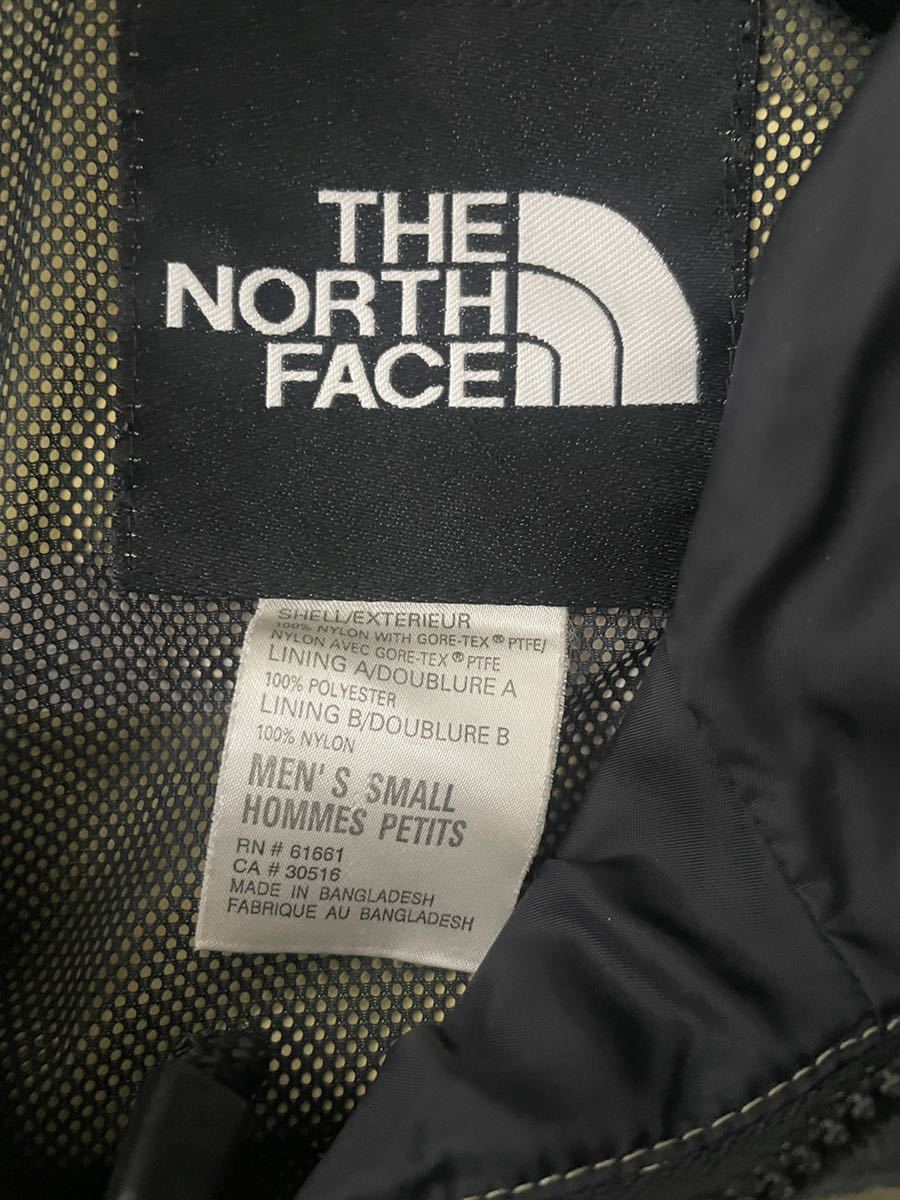 THE
NORTH
FACE
SHELL/EXTERIEUR
100% NYLON WITH GORE-TEX® PTFE/
NYLON AVEC GORE-TEX® PTFE
LINING A/DOUBLURE A
100% POLYESTER
LINING B/DOUBLURE B
100% NYLON
MEN'S SMALL
HOMMES PETITS
RN # 61661
CA # 30516
MADE IN BANGLADESH
FABRIQUE AU BANGLADESH